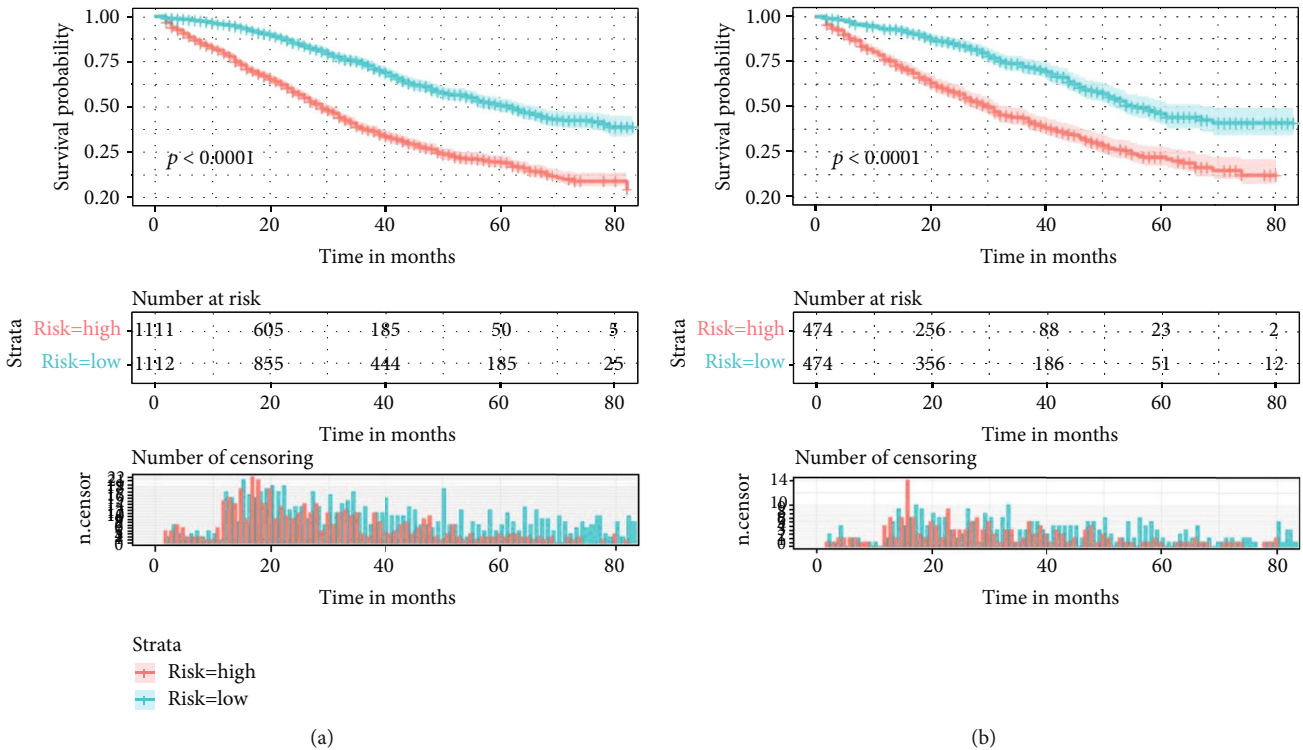 1.00
0.75
0.50
0.25
0.20
Survival probability
p < 0.0001
0 20 40 60 80
Time in months
Number at risk
Strata
Risk=high 1111 605 185 50 5
Risk=low 1112 855 444 185 25
0 20 40 60 80
Time in months
Number of censoring
n.censor
0
0 20 40 60 80
Time in months
Strata
Risk=high
Risk=low
(a)
1.00
0.75
0.50
0.25
0.20
Survival probability
p < 0.0001
0 20 40 60 80
Time in months
Number at risk
Strata
Risk=high 474 256 88 23 2
Risk=low 474 356 186 51 12
0 20 40 60 80
Time in months
Number of censoring
n.censor
14
10
0
0 20 40 60 80
Time in months
(b)